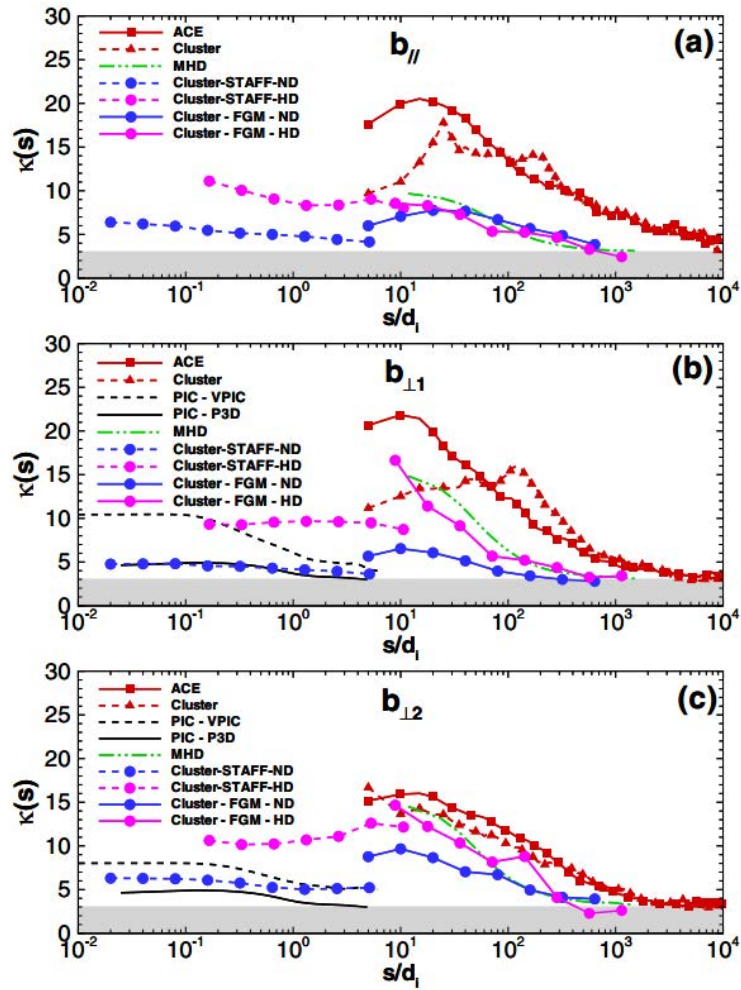 30
25
20
15
10
5
0
κ(s)
b//
(a)
ACE
Cluster
MHD
Cluster-STAFF-ND
Cluster-STAFF-HD
Cluster - FGM - ND
Cluster - FGM - HD
10⁻² 10⁻¹ 10⁰ 10¹ 10² 10³ 10⁴
s/dᵢ
30
25
20
15
10
5
0
κ(s)
b⊥1
(b)
ACE
Cluster
PIC - VPIC
PIC - P3D
MHD
Cluster-STAFF-ND
Cluster-STAFF-HD
Cluster - FGM - ND
Cluster - FGM - HD
10⁻² 10⁻¹ 10⁰ 10¹ 10² 10³ 10⁴
s/dᵢ
30
25
20
15
10
5
0
κ(s)
b⊥2
(c)
ACE
Cluster
PIC - VPIC
PIC - P3D
MHD
Cluster-STAFF-ND
Cluster-STAFF-HD
Cluster - FGM - ND
Cluster - FGM - HD
10⁻² 10⁻¹ 10⁰ 10¹ 10² 10³ 10⁴
s/dᵢ